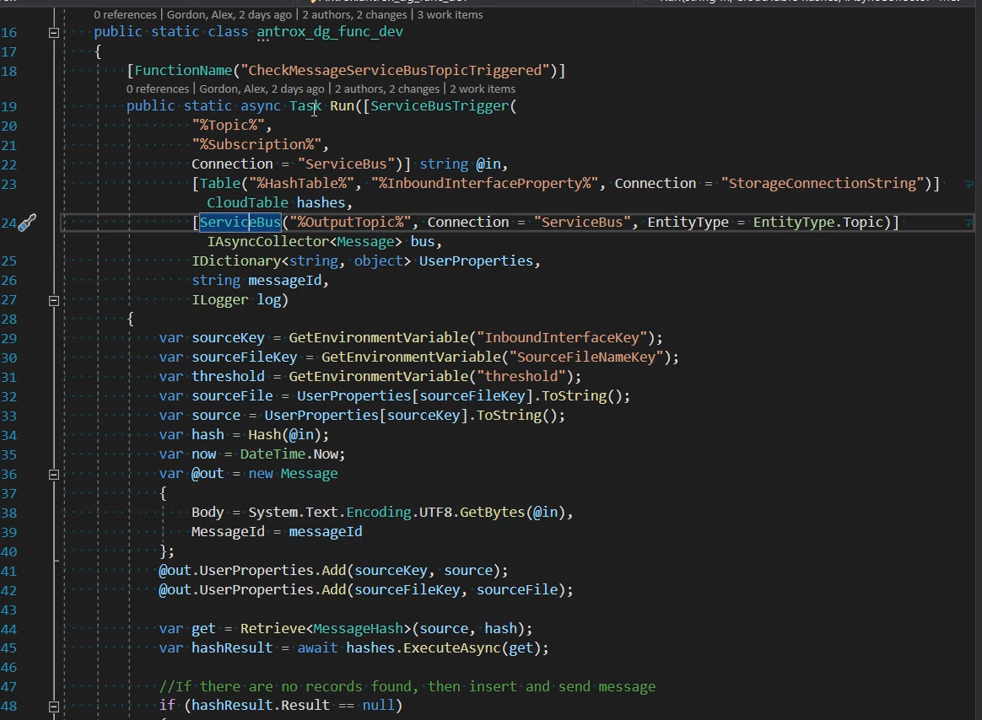 0 references | Gordon, Alex, 2 days ago | 2 authors, 2 changes | 3 work items
16 public static class antrox_dg_func_dev
17 {
18 [FunctionName("CheckMessageServiceBusTopicTriggered")]
0 references | Gordon, Alex, 2 days ago | 2 authors, 2 changes | 2 work items
19 public static async Task Run([ServiceBusTrigger(
20 "%Topic%",
21 "%Subscription%",
22 Connection = "ServiceBus")] string @in,
23 [Table("%HashTable%", "%InboundInterfaceProperty%", Connection = "StorageConnectionString")]
CloudTable hashes,
24 [ServiceBus("%OutputTopic%", Connection = "ServiceBus", EntityType = EntityType.Topic)]
IAsyncCollector<Message> bus,
25 IDictionary<string, object> UserProperties,
26 string messageId,
27 ILogger log)
28 {
29 var sourceKey = GetEnvironmentVariable("InboundInterfaceKey");
30 var sourceFileKey = GetEnvironmentVariable("SourceFileNameKey");
31 var threshold = GetEnvironmentVariable("threshold");
32 var sourceFile = UserProperties[sourceFileKey].ToString();
33 var source = UserProperties[sourceKey].ToString();
34 var hash = Hash(@in);
35 var now = DateTime.Now;
36 var @out = new Message
37 {
38 Body = System.Text.Encoding.UTF8.GetBytes(@in),
39 MessageId = messageId
40 };
41 @out.UserProperties.Add(sourceKey, source);
42 @out.UserProperties.Add(sourceFileKey, sourceFile);
43
44 var get = Retrieve<MessageHash>(source, hash);
45 var hashResult = await hashes.ExecuteAsync(get);
46
47 //If there are no records found, then insert and send message
48 if (hashResult.Result == null)